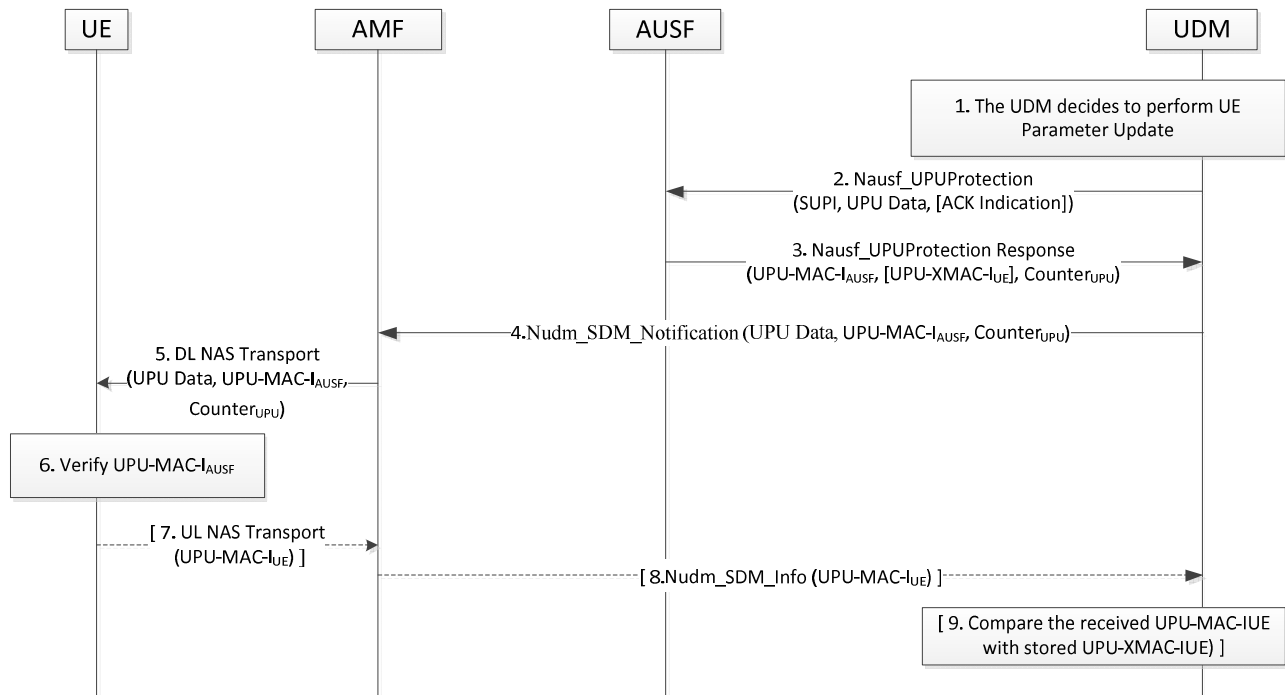 UE
AMF
AUSF
UDM
1. The UDM decides to perform UE
Parameter Update
2. Nausf_UPUProtection
(SUPI, UPU Data, [ACK Indication])
3. Nausf_UPUProtection Response
(UPU-MAC-IAUSF, [UPU-XMAC-IUE], CounterUPU)
4.Nudm_SDM_Notification (UPU Data, UPU-MAC-IAUSF, CounterUPU)
5. DL NAS Transport
(UPU Data, UPU-MAC-IAUSF,
CounterUPU)
6. Verify UPU-MAC-IAUSF
[ 7. UL NAS Transport
(UPU-MAC-IUE) ]
[ 8.Nudm_SDM_Info (UPU-MAC-IUE) ]
[ 9. Compare the received UPU-MAC-IUE
with stored UPU-XMAC-IUE) ]